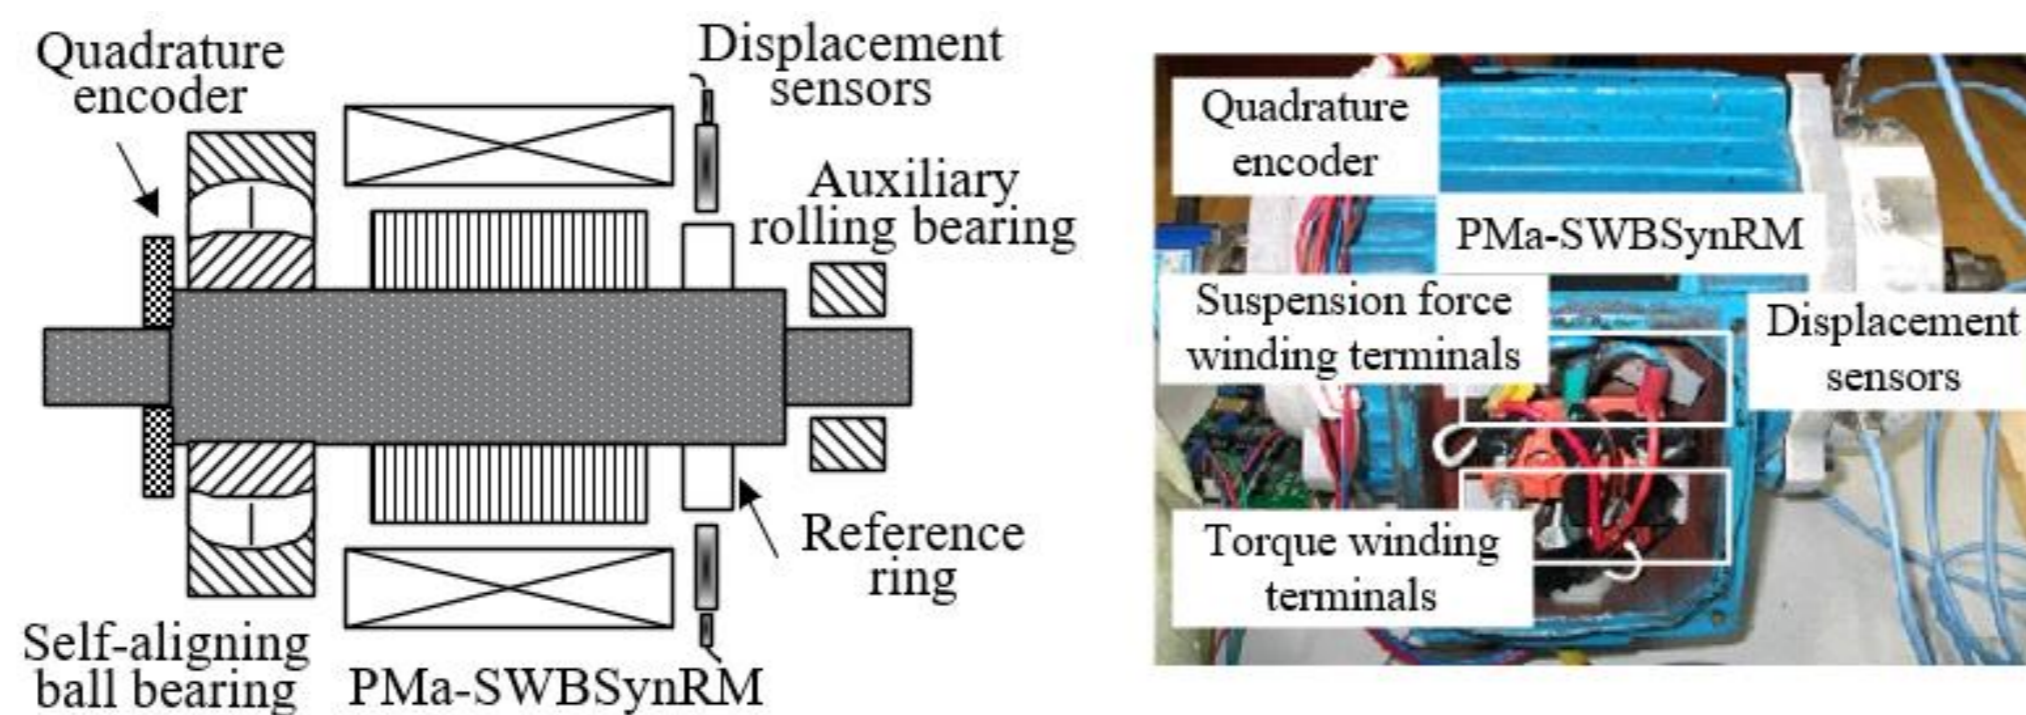 Quadrature
encoder
Displacement
sensors
Auxiliary
rolling bearing
Reference
ring
Self-aligning
ball bearing
PMa-SWBSynRM
Quadrature
encoder
PMa-SWBSynRM
Suspension force
winding terminals
Displacement
sensors
Torque winding
terminals